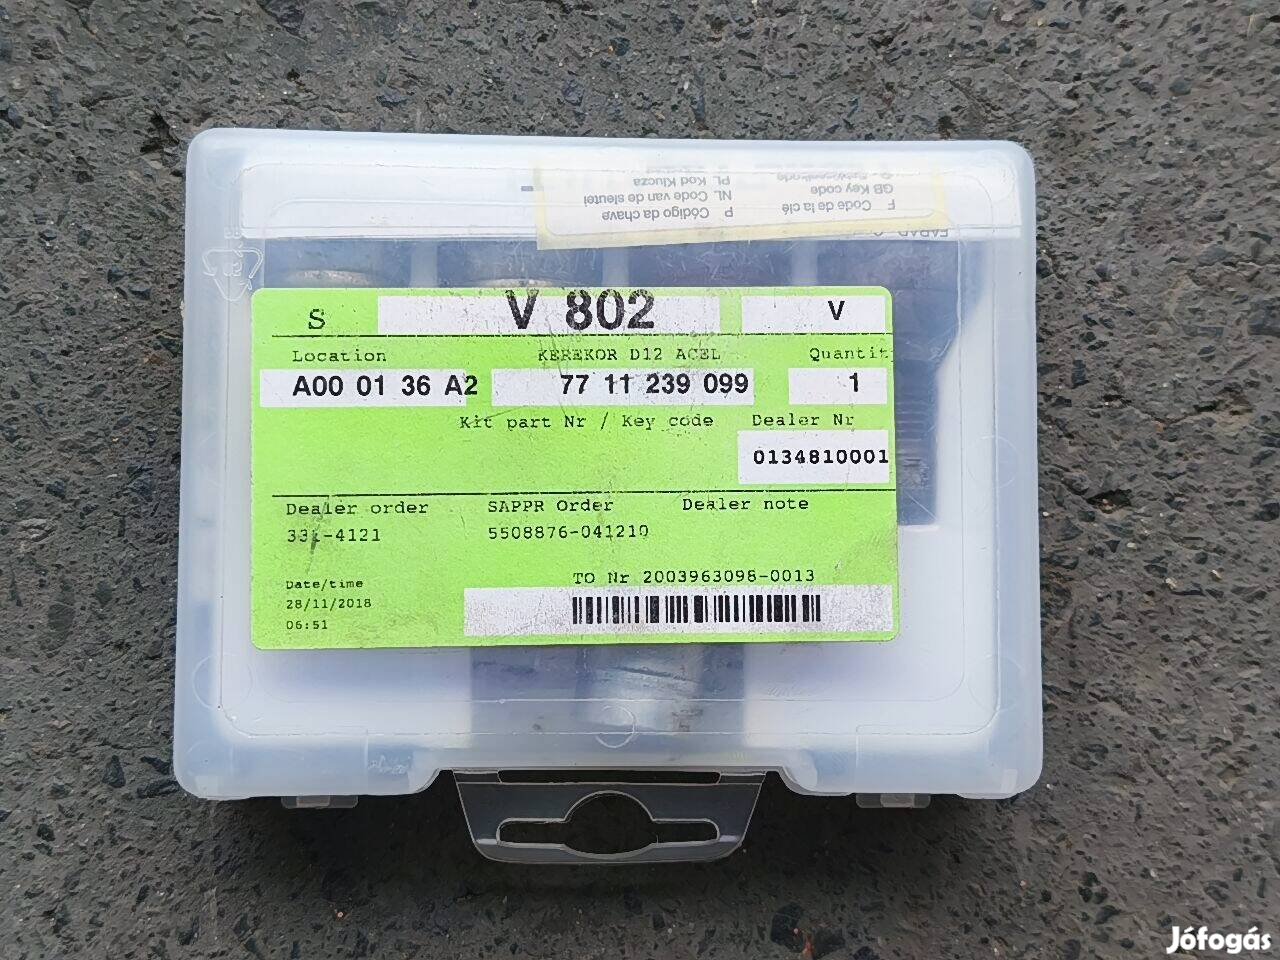 PL Kod Klucza
NL Code van de sleutel
P Código da chave
GB Key code
F Code de la clé
S V 802 V
Location KEREKOR D12 ACEL Quantit
A00 01 36 A2 77 11 239 099 1
Kit part Nr / Key code Dealer Nr
0134810001
Dealer order SAPPR Order Dealer note
331-4121 5508876-041210
Date/time TO Nr 2003963098-0013
28/11/2018
06:51
Jófogás